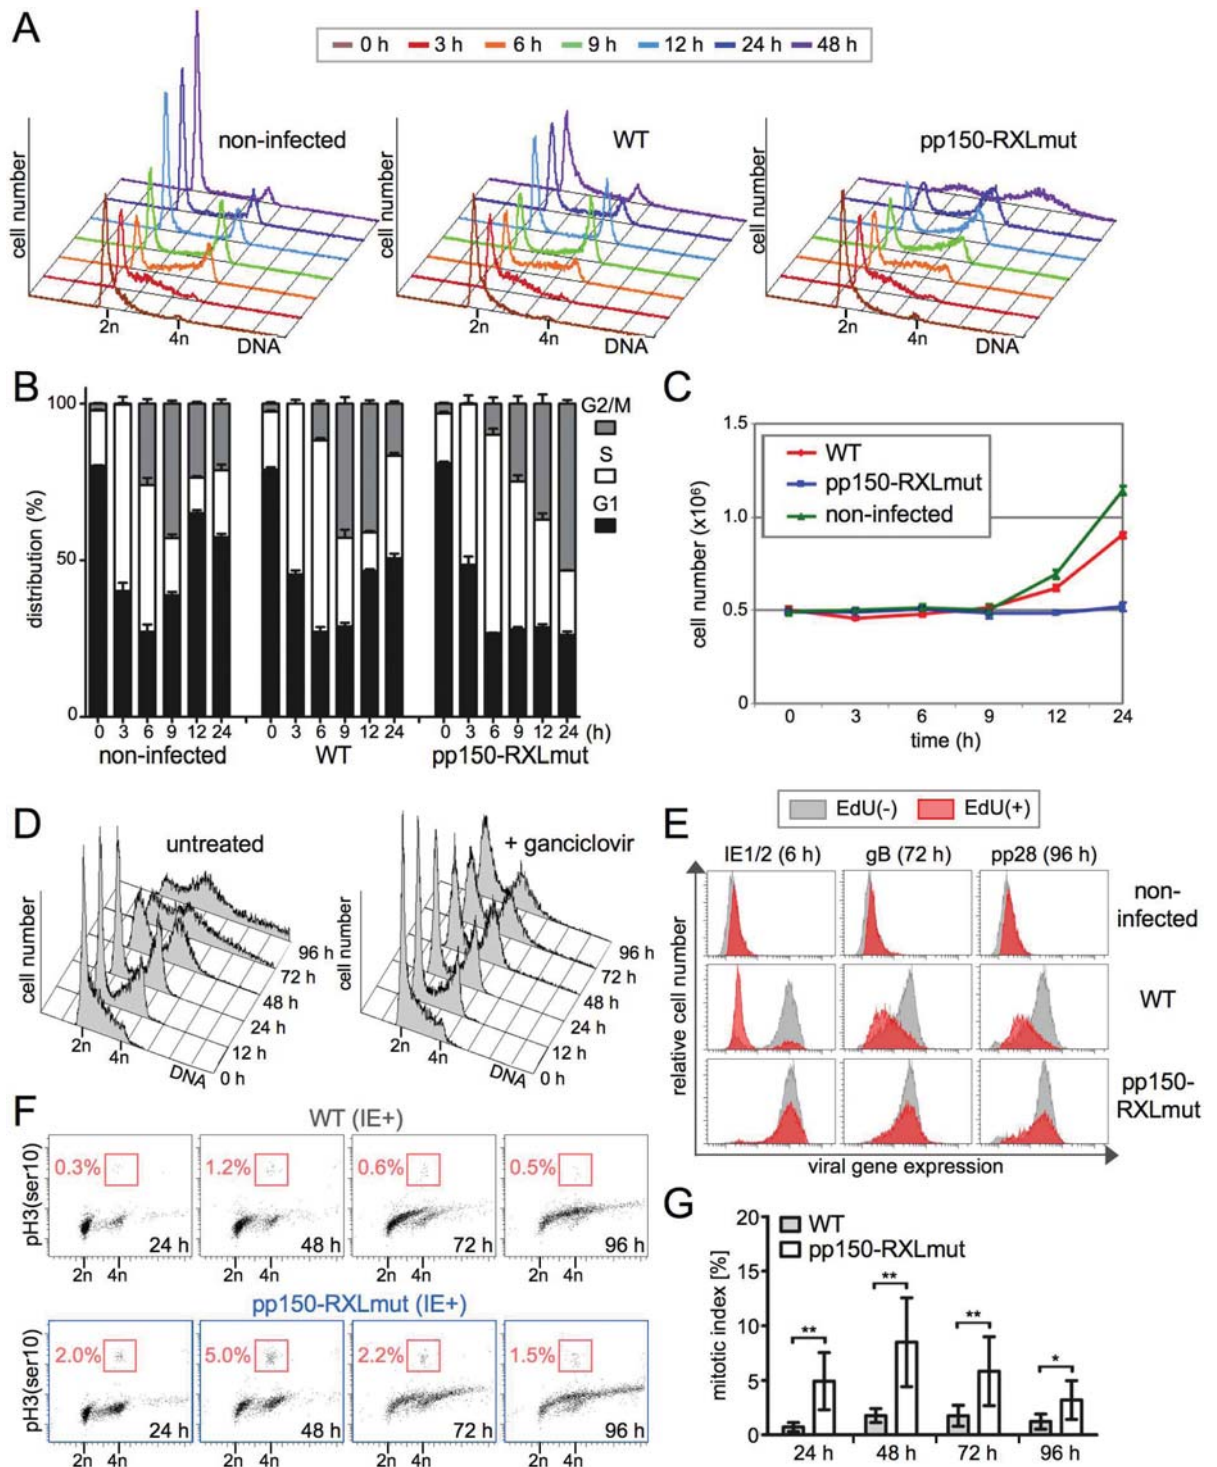 A
0 h 3 h 6 h 9 h 12 h 24 h 48 h
non-infected WT pp150-RXLmut
cell number cell number cell number
2n 4n DNA 2n 4n DNA 2n 4n DNA
B
distribution (%)
100
50
0
G2/M
S
G1
0 3 6 9 12 24 0 3 6 9 12 24 0 3 6 9 12 24 (h)
non-infected WT pp150-RXLmut
C
cell number (x10⁶)
1.5
1.0
0.5
0
WT
pp150-RXLmut
non-infected
0 3 6 9 12 24
time (h)
D
untreated + ganciclovir
cell number cell number
96 h 96 h
72 h 72 h
48 h 48 h
24 h 24 h
12 h 12 h
0 h 0 h
2n 4n DNA 2n 4n DNA
E
EdU(-) EdU(+)
IE1/2 (6 h) gB (72 h) pp28 (96 h)
relative cell number
non-
infected
WT
pp150-
RXLmut
viral gene expression
F
WT (IE+)
pH3(ser10)
0.3% 1.2% 0.6% 0.5%
24 h 48 h 72 h 96 h
2n 4n 2n 4n 2n 4n 2n 4n
pp150-RXLmut (IE+)
pH3(ser10)
2.0% 5.0% 2.2% 1.5%
24 h 48 h 72 h 96 h
2n 4n 2n 4n 2n 4n 2n 4n
G
mitotic index [%]
20
15
10
5
0
WT
pp150-RXLmut
** ** ** *
24 h 48 h 72 h 96 h